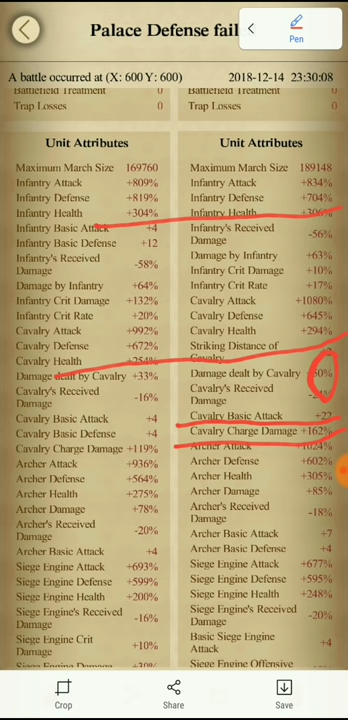 Palace Defense fail
Pen
A battle occurred at (X: 600 Y: 600) 2018-12-14 23:30:08
Battlefield Treatment 0
Trap Losses 0
Trap Losses 0
Unit Attributes
Maximum March Size 169760
Infantry Attack +809%
Infantry Defense +819%
Infantry Health +304%
Infantry Basic Attack +4
Infantry Basic Defense +12
Infantry's Received
Damage -58%
Damage by Infantry +64%
Infantry Crit Damage +132%
Infantry Crit Rate +20%
Cavalry Attack +992%
Cavalry Defense +672%
Cavalry Health +254%
Damage dealt by Cavalry +33%
Cavalry's Received
Damage -16%
Cavalry Basic Attack +4
Cavalry Basic Defense +4
Cavalry Charge Damage +119%
Archer Attack +936%
Archer Defense +564%
Archer Health +275%
Archer Damage +78%
Archer's Received
Damage -20%
Archer Basic Attack +4
Siege Engine Attack +693%
Siege Engine Defense +599%
Siege Engine Health +200%
Siege Engine's Received
Damage -16%
Siege Engine Crit
Damage +10%
Siege Engine Damage +30%
Unit Attributes
Maximum March Size 189148
Infantry Attack +834%
Infantry Defense +704%
Infantry Health
Infantry's Received
Damage -56%
Damage by Infantry +63%
Infantry Crit Damage +10%
Infantry Crit Rate +17%
Cavalry Attack +1080%
Cavalry Defense +645%
Cavalry Health +294%
Striking Distance of
Cavalry
Damage dealt by Cavalry
Cavalry's Received
Damage
Cavalry Basic Attack +22
Cavalry Charge Damage +162%
Archer Attack +1024%
Archer Defense +602%
Archer Health +305%
Archer Damage +85%
Archer's Received
Damage -18%
Archer Basic Attack +7
Archer Basic Defense +4
Siege Engine Attack +677%
Siege Engine Defense +595%
Siege Engine Health +248%
Siege Engine's Received
Damage -20%
Basic Siege Engine
Attack +4
Siege Engine Offensive
Crop
Share
Save